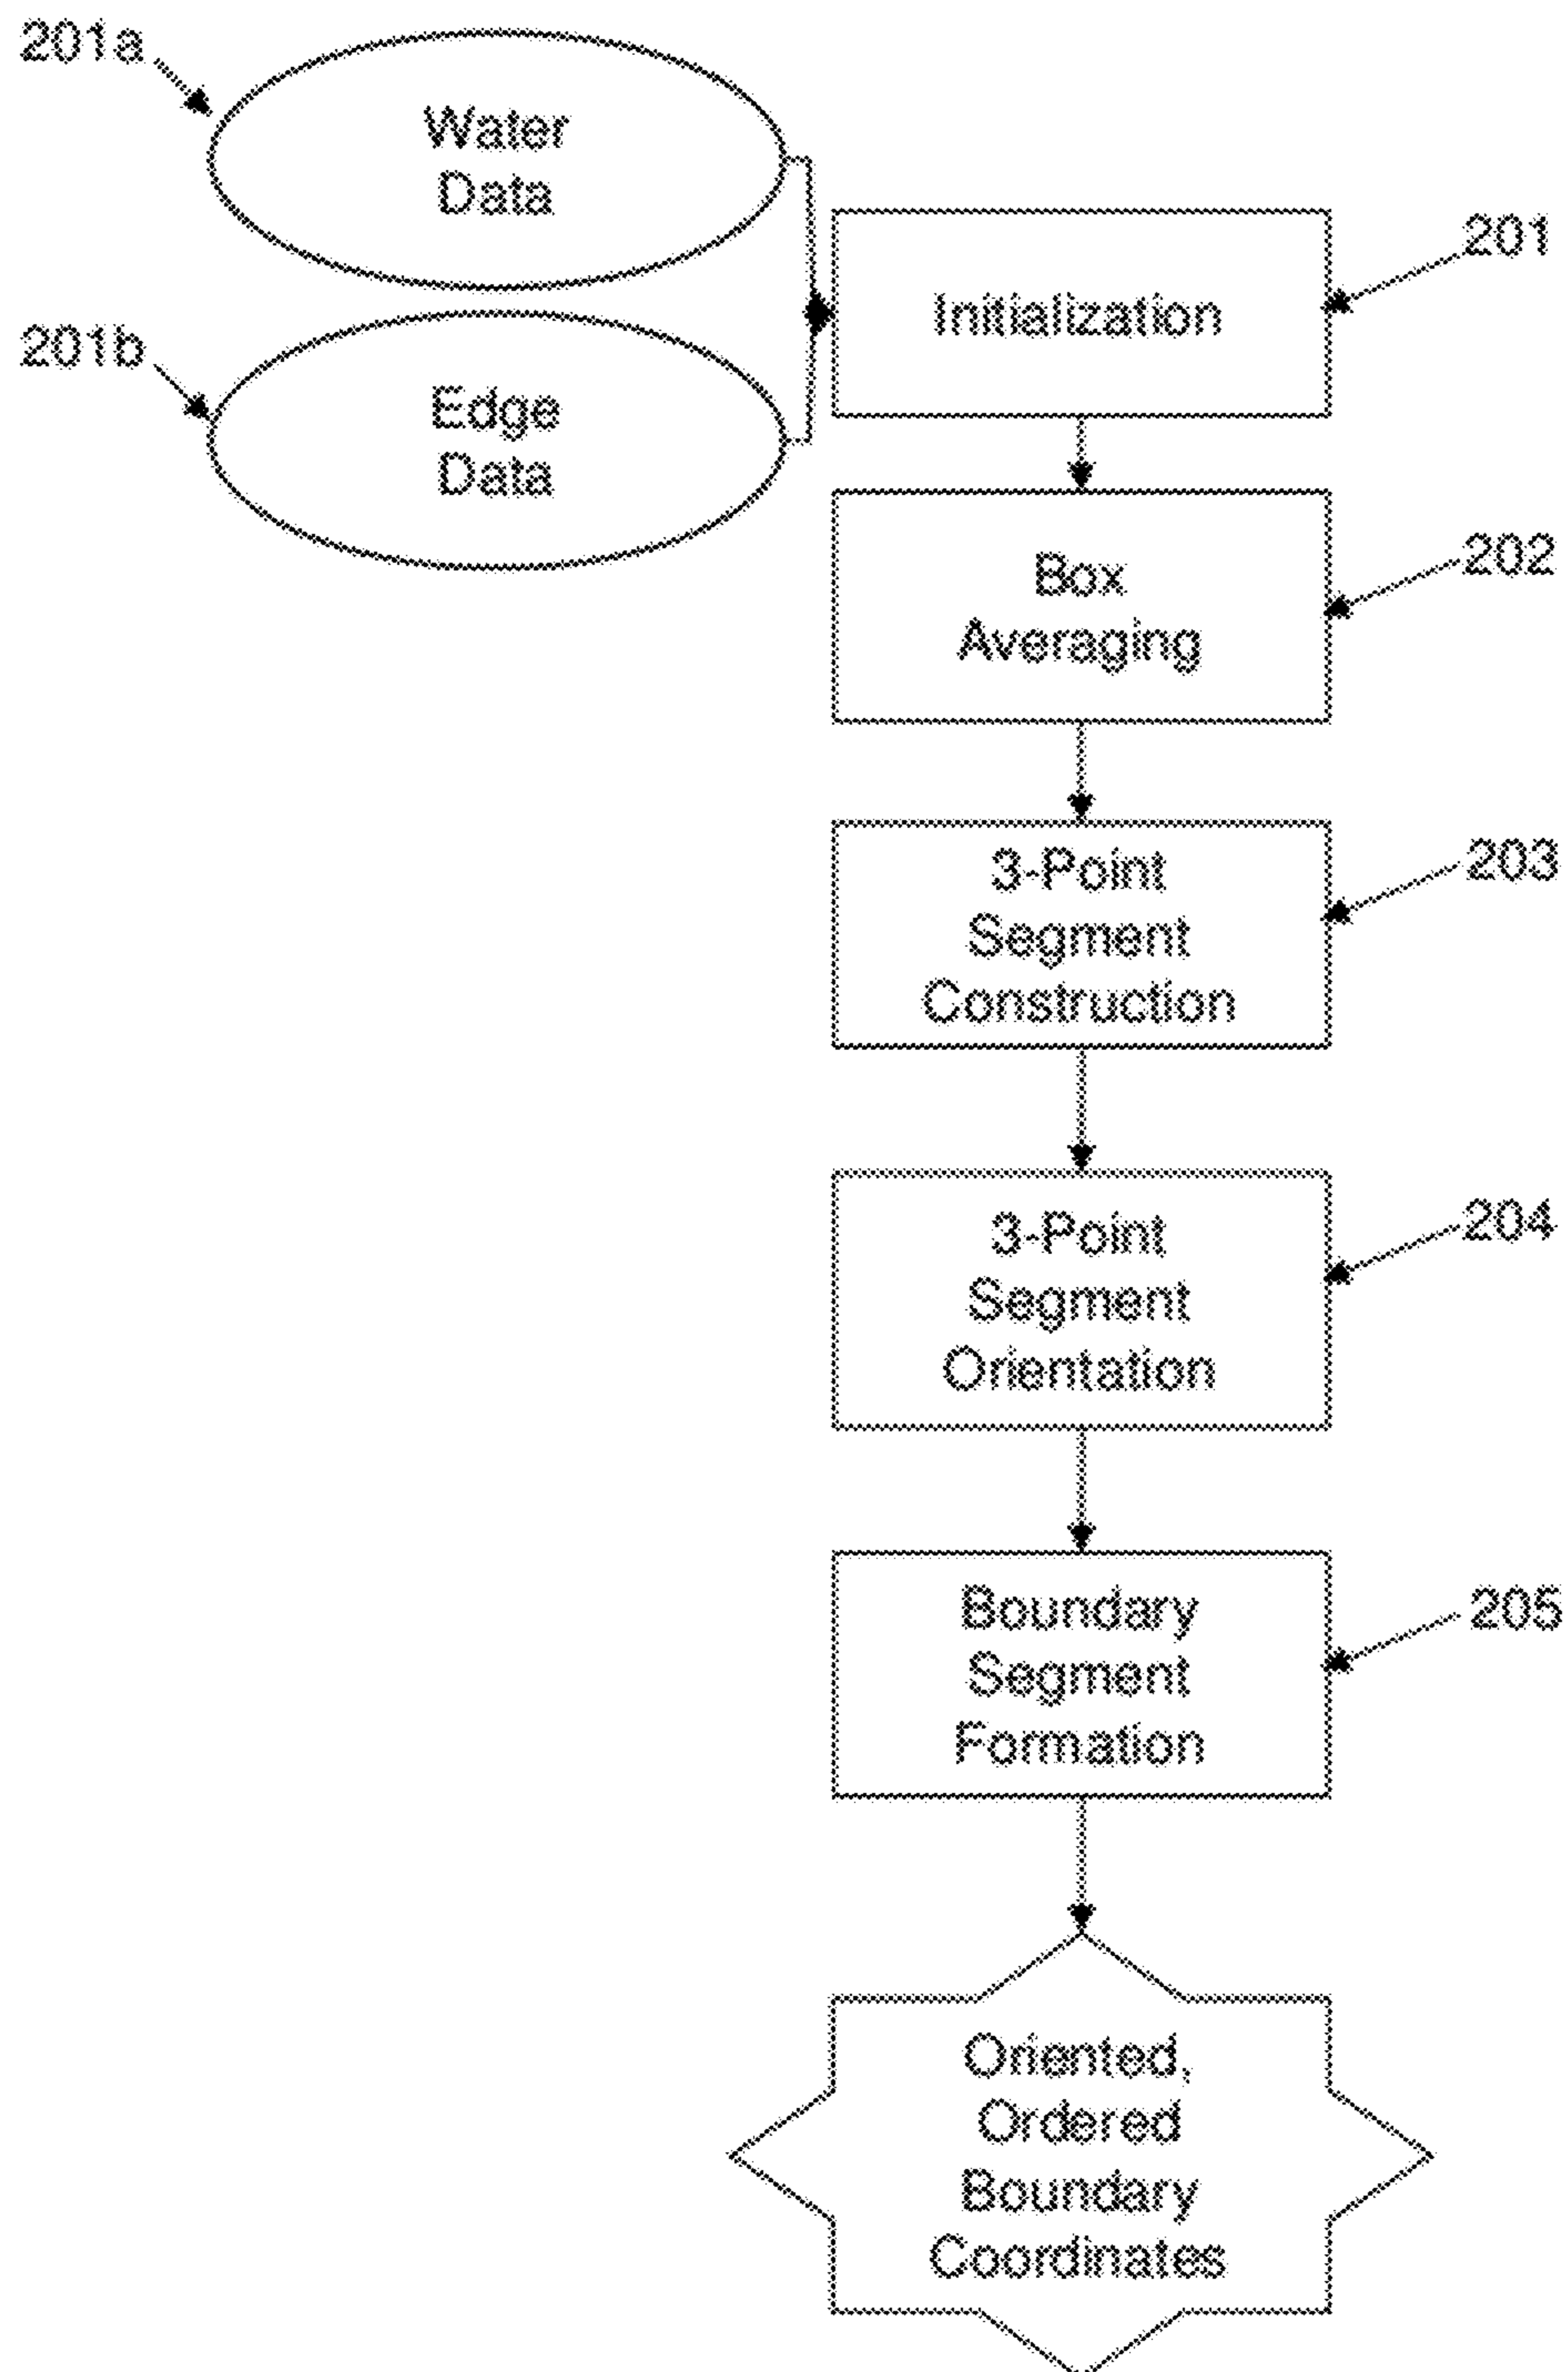 201a
Water
Data
201
Initialization
201b
Edge
Data
202
Box
Averaging
203
3-Point
Segment
Construction
204
3-Point
Segment
Orientation
205
Boundary
Segment
Formation
Oriented,
Ordered
Boundary
Coordinates